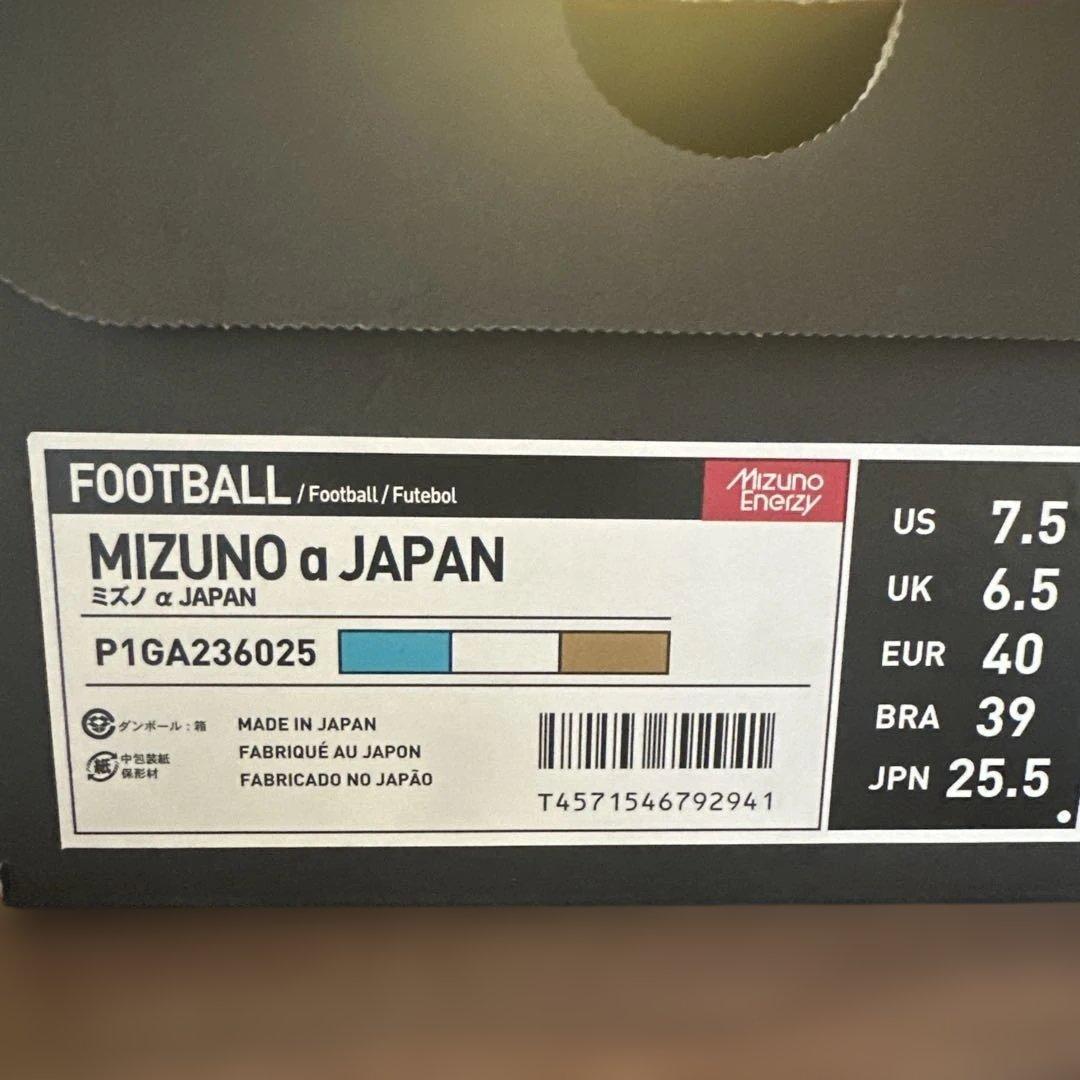 FOOTBALL / Football / Futebol
Mizuno
Enerzy
MIZUNO α JAPAN
ミズノ α JAPAN
P1GA236025
ダンボール : 箱
紙 中包装紙
保形材
MADE IN JAPAN
FABRIQUÉ AU JAPON
FABRICADO NO JAPÃO
T4571546792941
US 7.5
UK 6.5
EUR 40
BRA 39
JPN 25.5